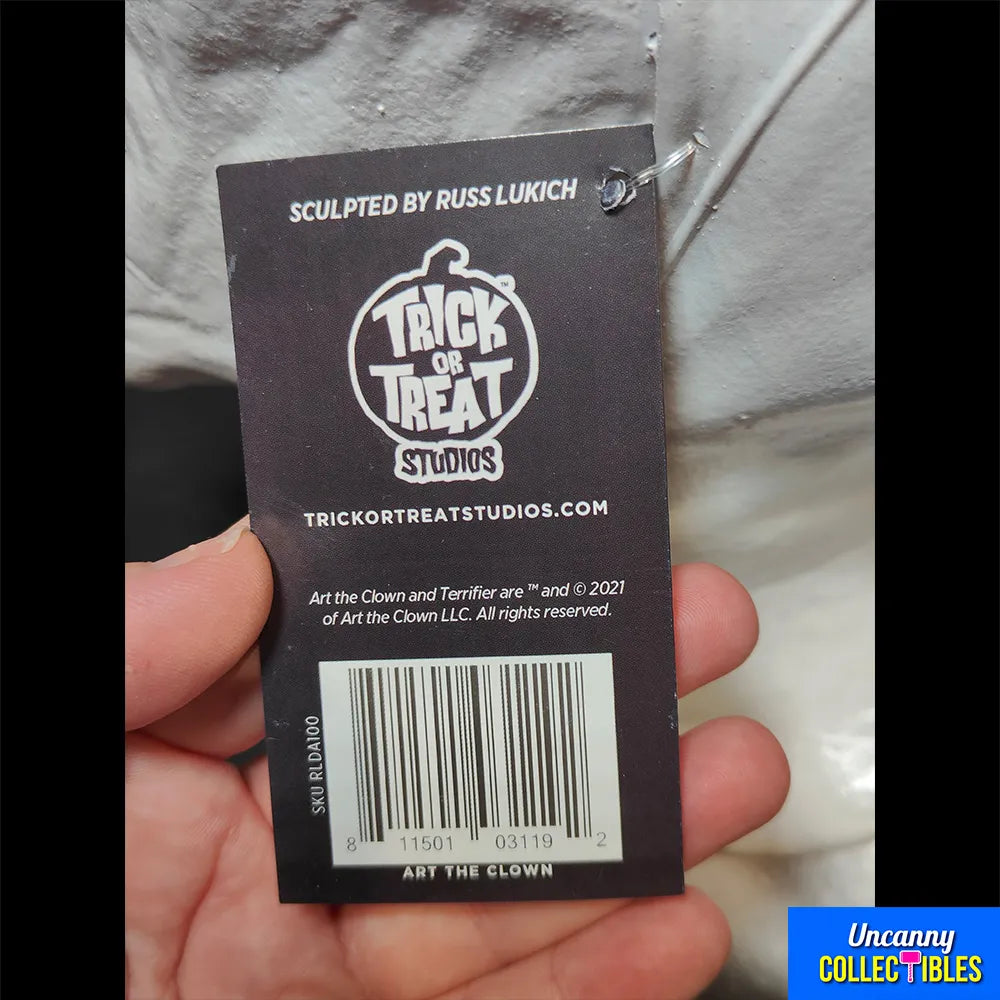 SCULPTED BY RUSS LUKICH
TRICK
OR
TREAT
STUDIOS
™
TRICKORTREATSTUDIOS.COM
Art the Clown and Terrifier are ™ and © 2021
of Art the Clown LLC. All rights reserved.
SKU RLDA100
8 11501 03119 2
ART THE CLOWN
Uncanny
COLLECTIBLES